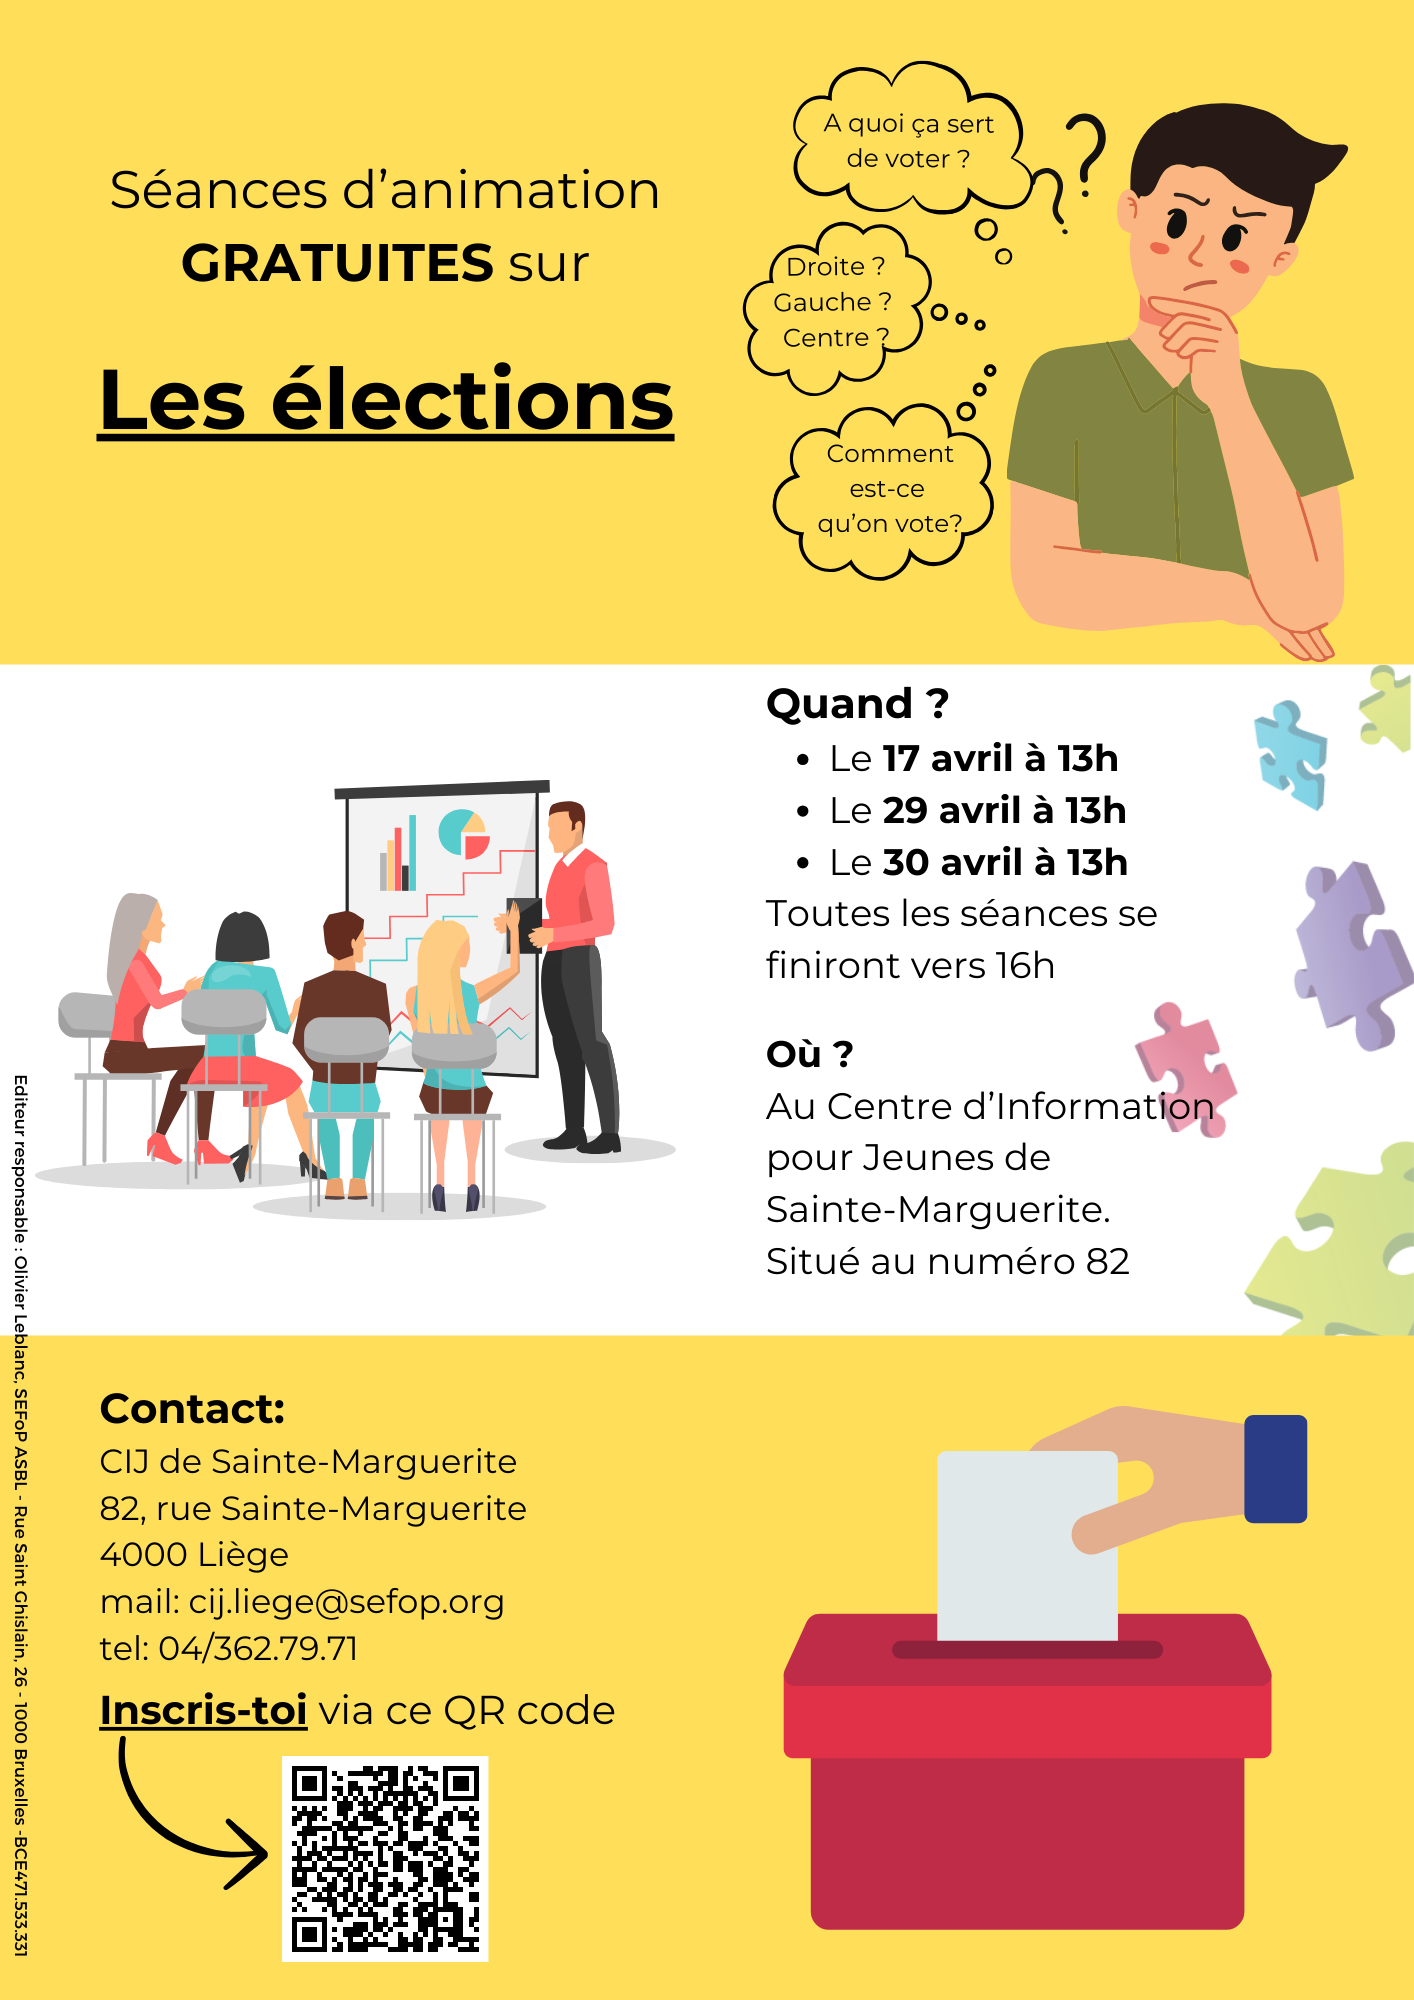 Séances d’animation
GRATUITES sur
Les élections
A quoi ça sert
de voter ?
Droite ?
Gauche ?
Centre ?
Comment
est-ce
qu’on vote?
Quand ?
• Le 17 avril à 13h
• Le 29 avril à 13h
• Le 30 avril à 13h
Toutes les séances se
finiront vers 16h
Où ?
Au Centre d’Information
pour Jeunes de
Sainte-Marguerite.
Situé au numéro 82
Contact:
CIJ de Sainte-Marguerite
82, rue Sainte-Marguerite
4000 Liège
mail: cij.liege@sefop.org
tel: 04/362.79.71
Inscris-toi via ce QR code
Editeur responsable : Olivier Leblanc, SEFoP ASBL - Rue Saint Ghislain, 26 - 1000 Bruxelles -BCE471.533.331